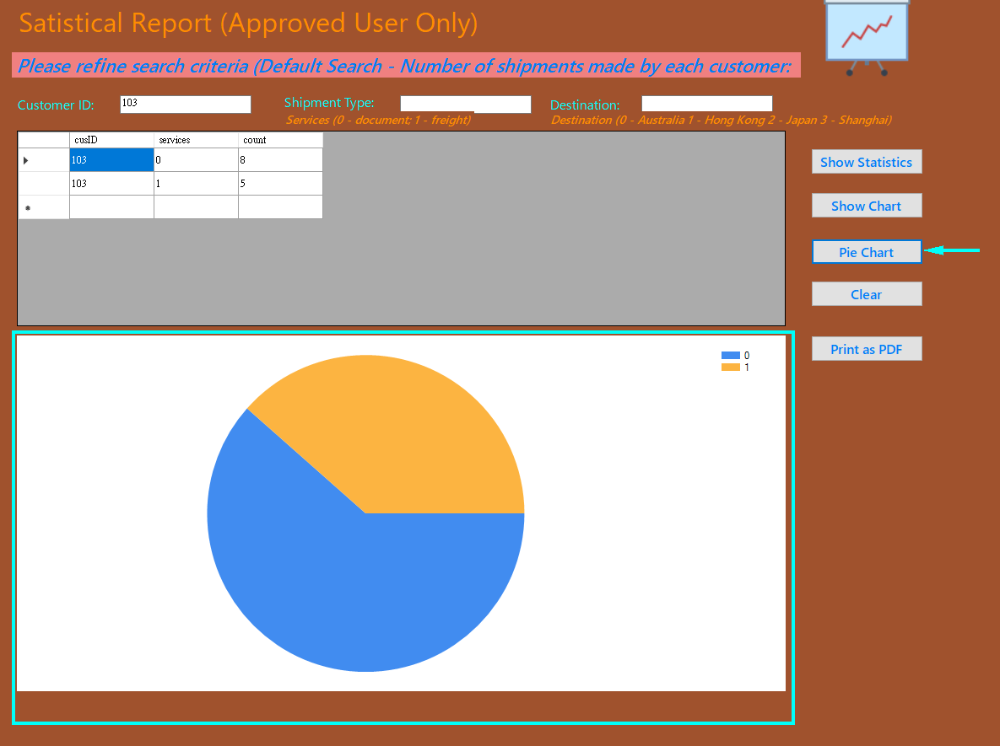 Satistical Report (Approved User Only)
Please refine search criteria (Default Search - Number of shipments made by each customer:
Customer ID: 103 Shipment Type: Destination:
Services (0 - document; 1 - freight) Destination (0 - Australia 1 - Hong Kong 2 - Japan 3 - Shanghai)
cusID services count
103 0 8
103 1 5
Show Statistics
Show Chart
Pie Chart
Clear
Print as PDF
0
1